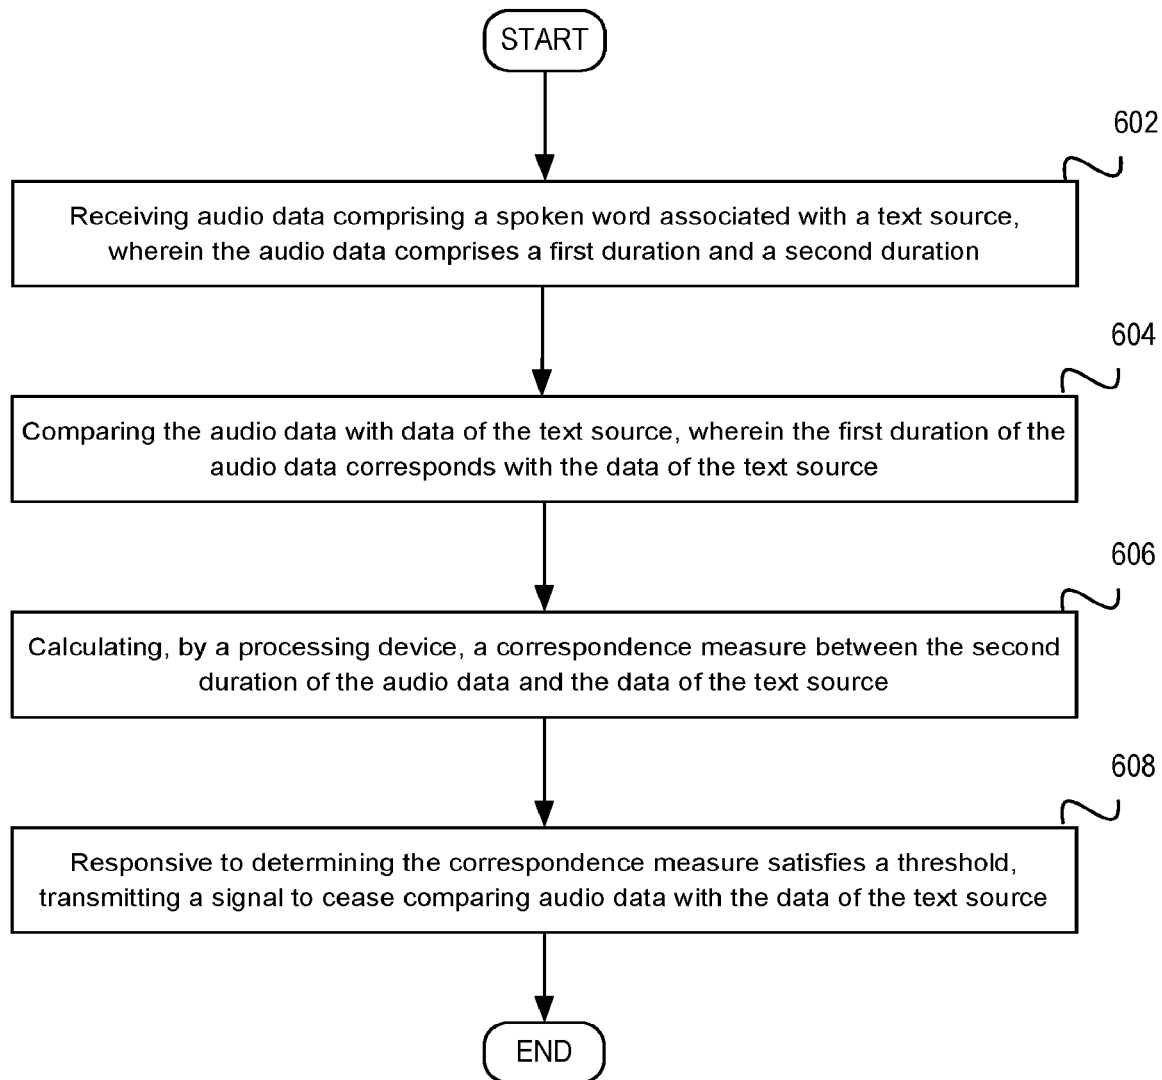 START
602
Receiving audio data comprising a spoken word associated with a text source,
wherein the audio data comprises a first duration and a second duration
604
Comparing the audio data with data of the text source, wherein the first duration of the
audio data corresponds with the data of the text source
606
Calculating, by a processing device, a correspondence measure between the second
duration of the audio data and the data of the text source
608
Responsive to determining the correspondence measure satisfies a threshold,
transmitting a signal to cease comparing audio data with the data of the text source
END